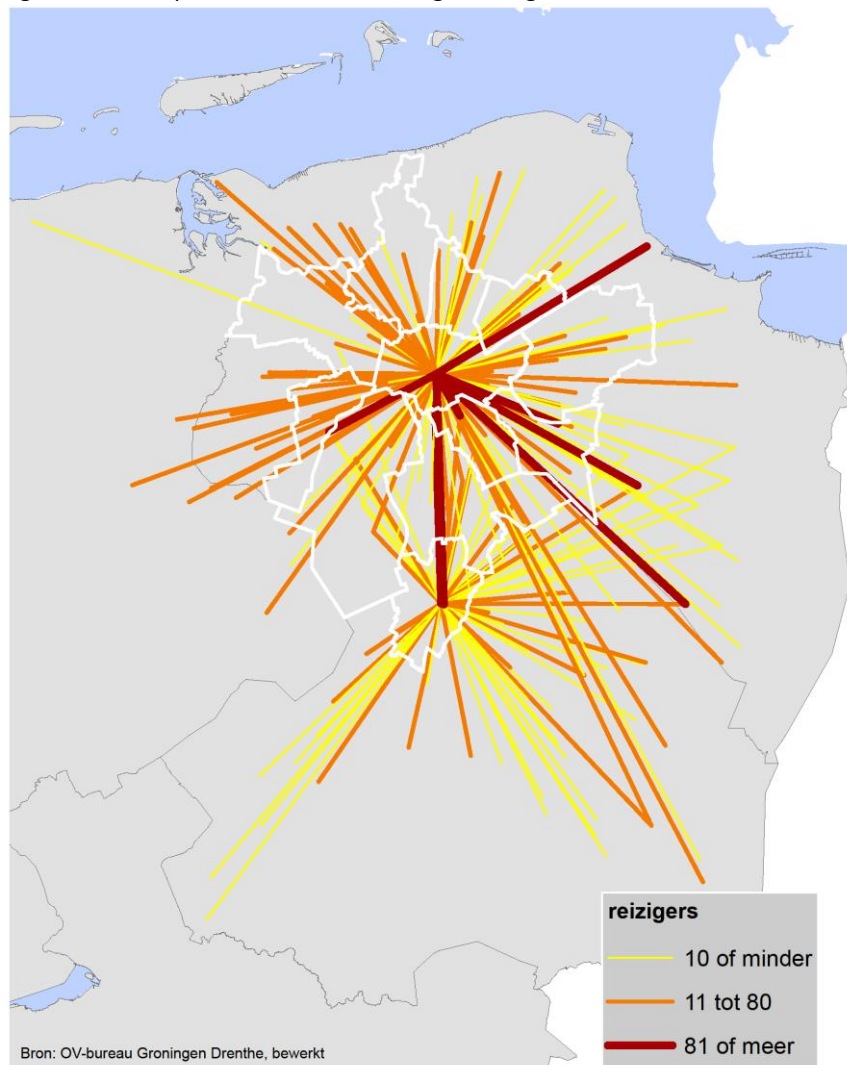 reizigers
10 of minder
11 tot 80
81 of meer
Bron: OV-bureau Groningen Drenthe, bewerkt